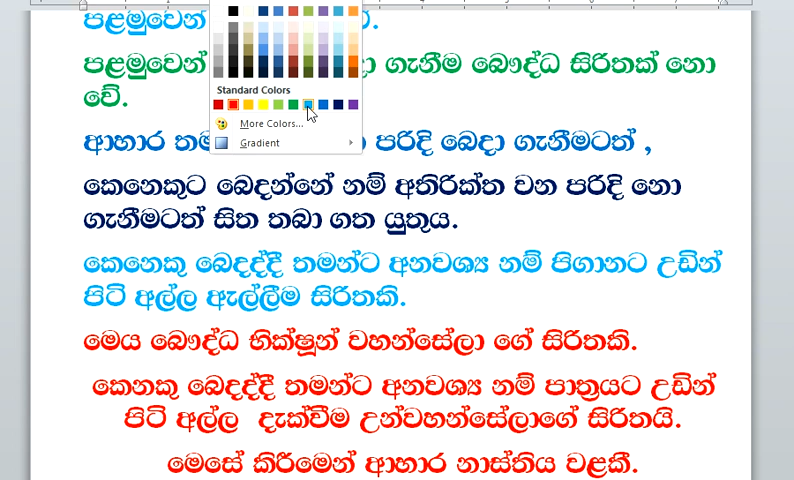 පළමුවෙන් වේ.
පළමුවෙන් ගැනීම බෞද්ධ සිරිතක් නො
වේ.
Standard Colors
More Colors...
Gradient
ආහාර පරිදි බෙදා ගැනීමටත් ,
කෙනෙකුට බෙදන්නේ නම් අතිරික්ත වන පරිදි නො
ගැනීමටත් සිත තබා ගත යුතුය.
කෙනෙකු බෙදද්දී තමන්ට අනවශ්‍ය නම් පිගානට උඩින්
පිටි අල්ල ඇල්ලීම සිරිතකි.
මෙය බෞද්ධ භික්ෂූන් වහන්සේලා ගේ සිරිතකි.
කෙනකු බෙදද්දී තමන්ට අනවශ්‍ය නම් පාත්‍රයට උඩින්
පිටි අල්ල දැක්වීම උන්වහන්සේලාගේ සිරිතයි.
මෙසේ කිරීමෙන් ආහාර නාස්තිය වළකී.